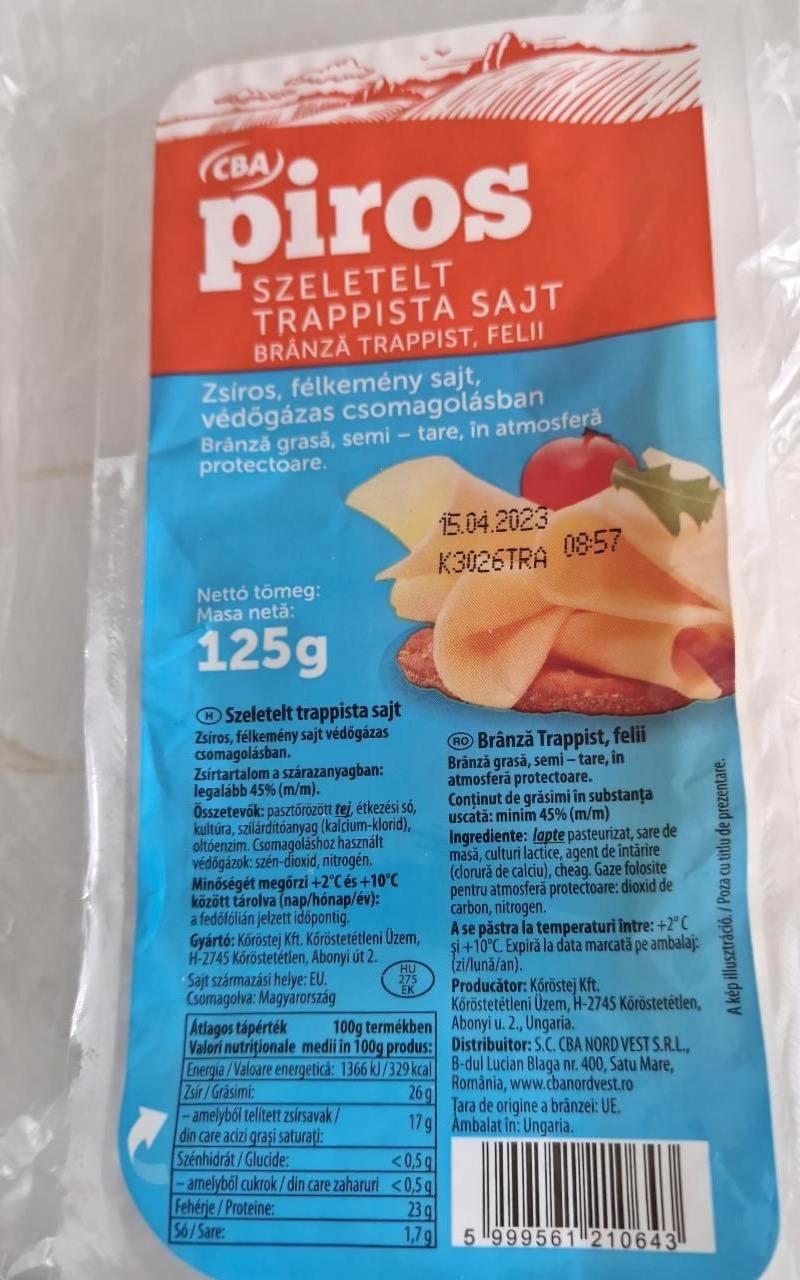 CBA
piros
SZELETELT
TRAPPISTA SAJT
BRÂNZĂ TRAPPIST, FELII
Zsíros, félkemény sajt,
védőgázas csomagolásban
Brânză grasă, semi – tare, în atmosferă
protectoare.
15.04.2023
K3026TRA 08:57
Nettó tömeg:
Masa netă:
125g
H Szeletelt trappista sajt
Zsíros, félkemény sajt védőgázas
csomagolásban.
Zsírtartalom a szárazanyagban:
legalább 45% (m/m).
Összetevők: pasztőrözött tej, étkezési só,
kultúra, szilárdítóanyag (kalcium-klorid),
oltóenzim. Csomagoláshoz használt
védőgázok: szén-dioxid, nitrogén.
Minőségét megőrzi +2°C és +10°C
között tárolva (nap/hónap/év):
a fedőfólián jelzett időpontig.
Gyártó: Kőröstej Kft. Kőröstetétleni Üzem,
H-2745 Kőröstetétlen, Abonyi út 2.
Sajt származási helye: EU.
Csomagolva: Magyarország
HU
275
EK
Átlagos tápérték 100g termékben
Valori nutriționale medii în 100g produs:
Energia / Valoare energetică: 1366 kJ / 329 kcal
Zsír / Grăsimi: 26 g
– amelyből telített zsírsavak /
din care acizi grași saturați: 17 g
Szénhidrát / Glucide: <0,5 g
– amelyből cukrok / din care zaharuri <0,5 g
Fehérje / Proteine: 23 g
Só / Sare: 1,7 g
RO Brânză Trappist, felii
Brânză grasă, semi – tare, în
atmosferă protectoare.
Conținut de grăsimi în substanța
uscată: minim 45% (m/m)
Ingrediente: lapte pasteurizat, sare de
masă, culturi lactice, agent de întărire
(clorură de calciu), cheag. Gaze folosite
pentru atmosferă protectoare: dioxid de
carbon, nitrogen.
A se păstra la temperaturi între: +2° C
și +10°C. Expiră la data marcată pe ambalaj:
(zi/lună/an).
Producător: Kőröstej Kft.
Kőröstetétleni Üzem, H-2745 Kőröstetétlen,
Abonyi u. 2., Ungaria.
Distribuitor: S.C. CBA NORD VEST S.R.L.,
B-dul Lucian Blaga nr. 400, Satu Mare,
România, www.cbanordvest.ro
Țara de origine a brânzei: UE.
Ambalat în: Ungaria.
5 999561 210643
A kép illusztráció. / Poza cu titlu de prezentare.